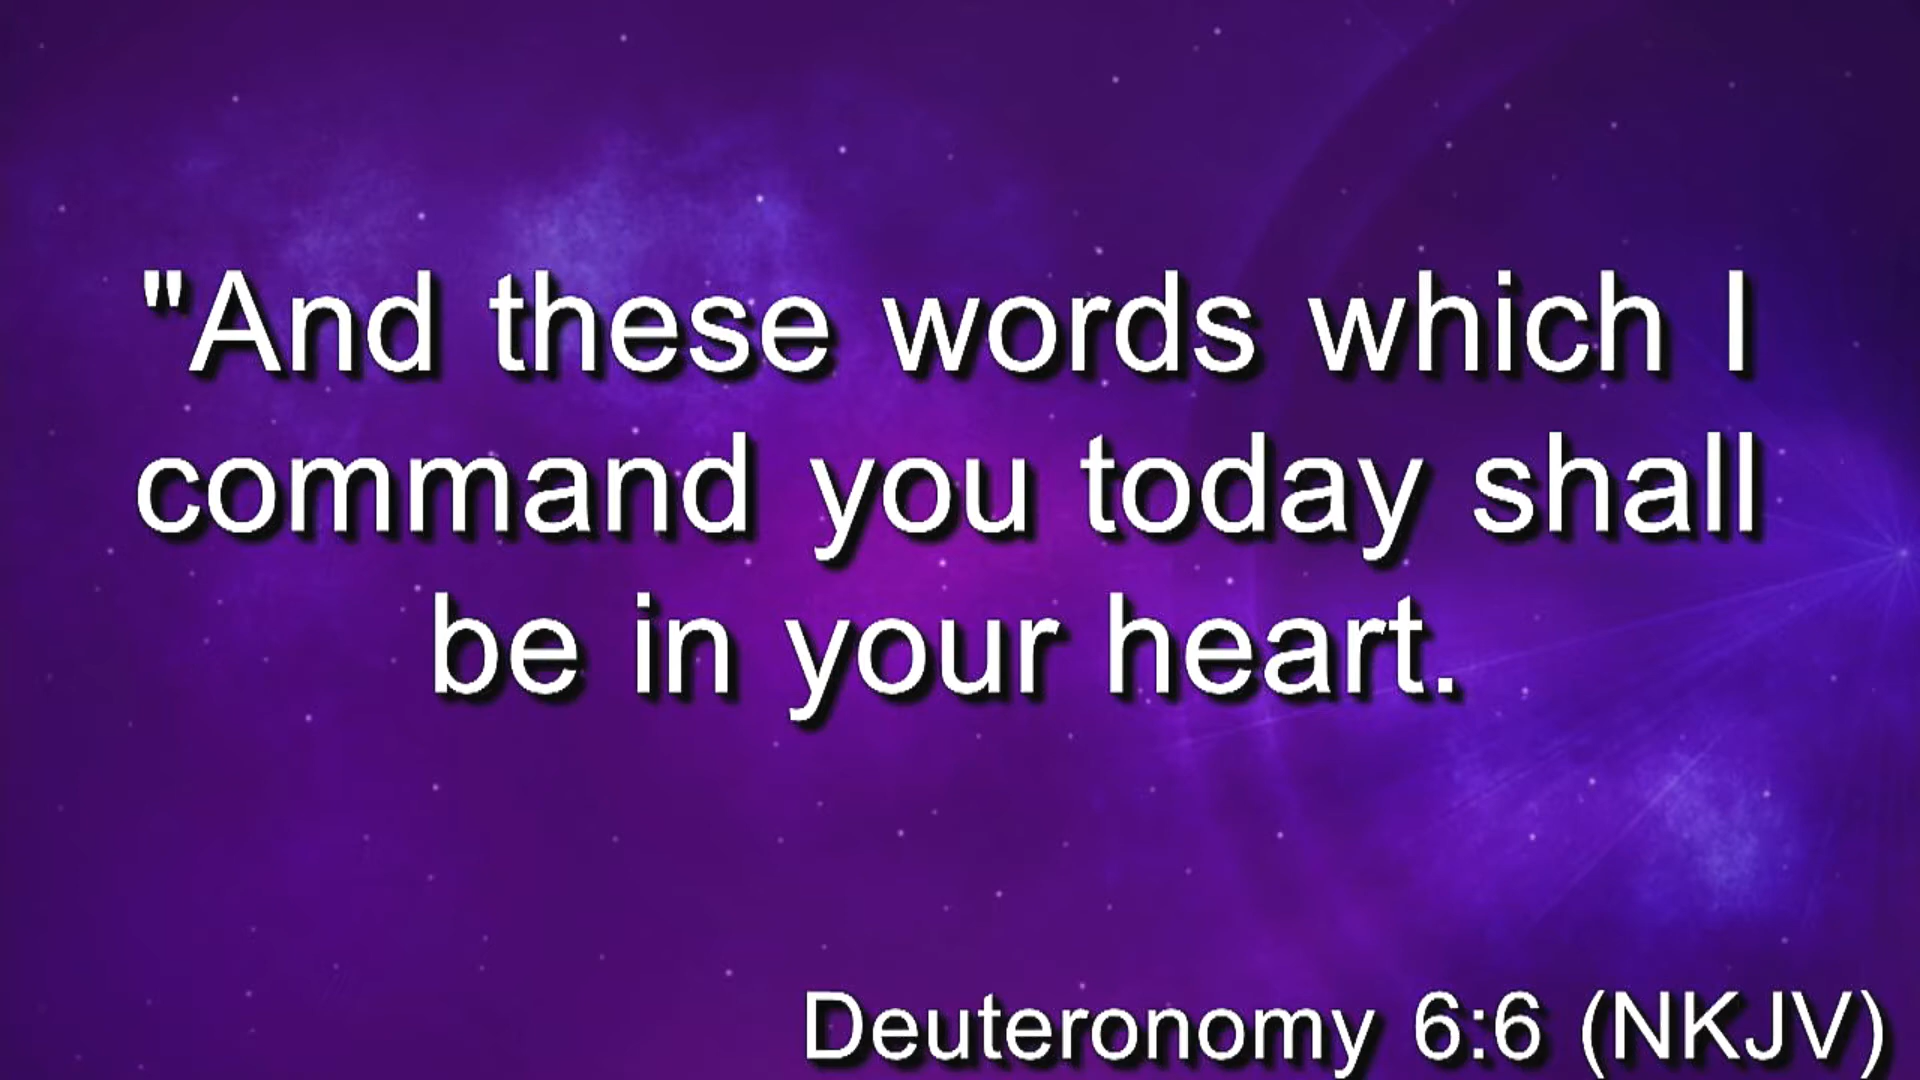 "And these words which I
command you today shall
be in your heart.
Deuteronomy 6:6 (NKJV)